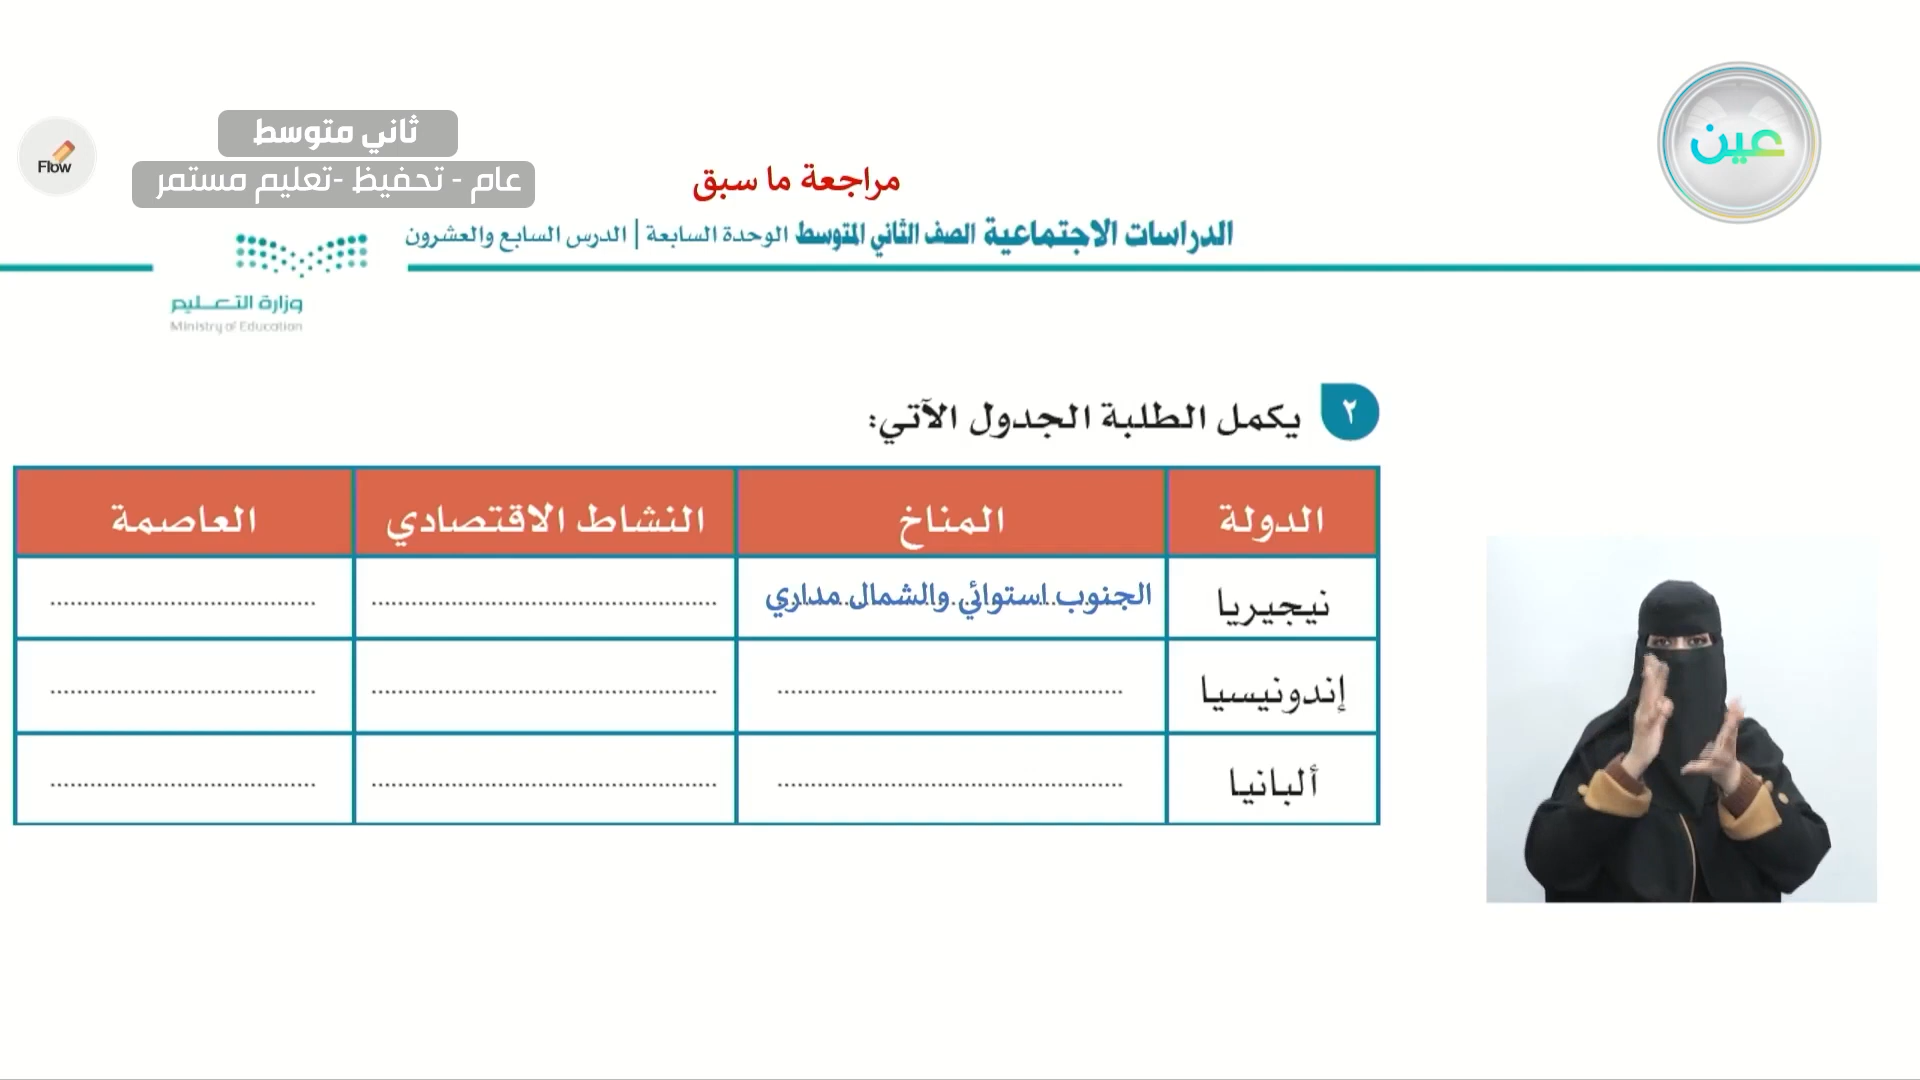 عين
ثاني متوسط
عام - تحفيظ -تعليم مستمر
Flow
مراجعة ما سبق
الدراسات الاجتماعية الصف الثاني المتوسط الوحدة السابعة | الدرس السابع والعشرون
وزارة التعليم
Ministry of Education
٢ يكمل الطلبة الجدول الآتي:
الدولة المناخ النشاط الاقتصادي العاصمة
نيجيريا الجنوب استوائي والشمال مداري
إندونيسيا
ألبانيا